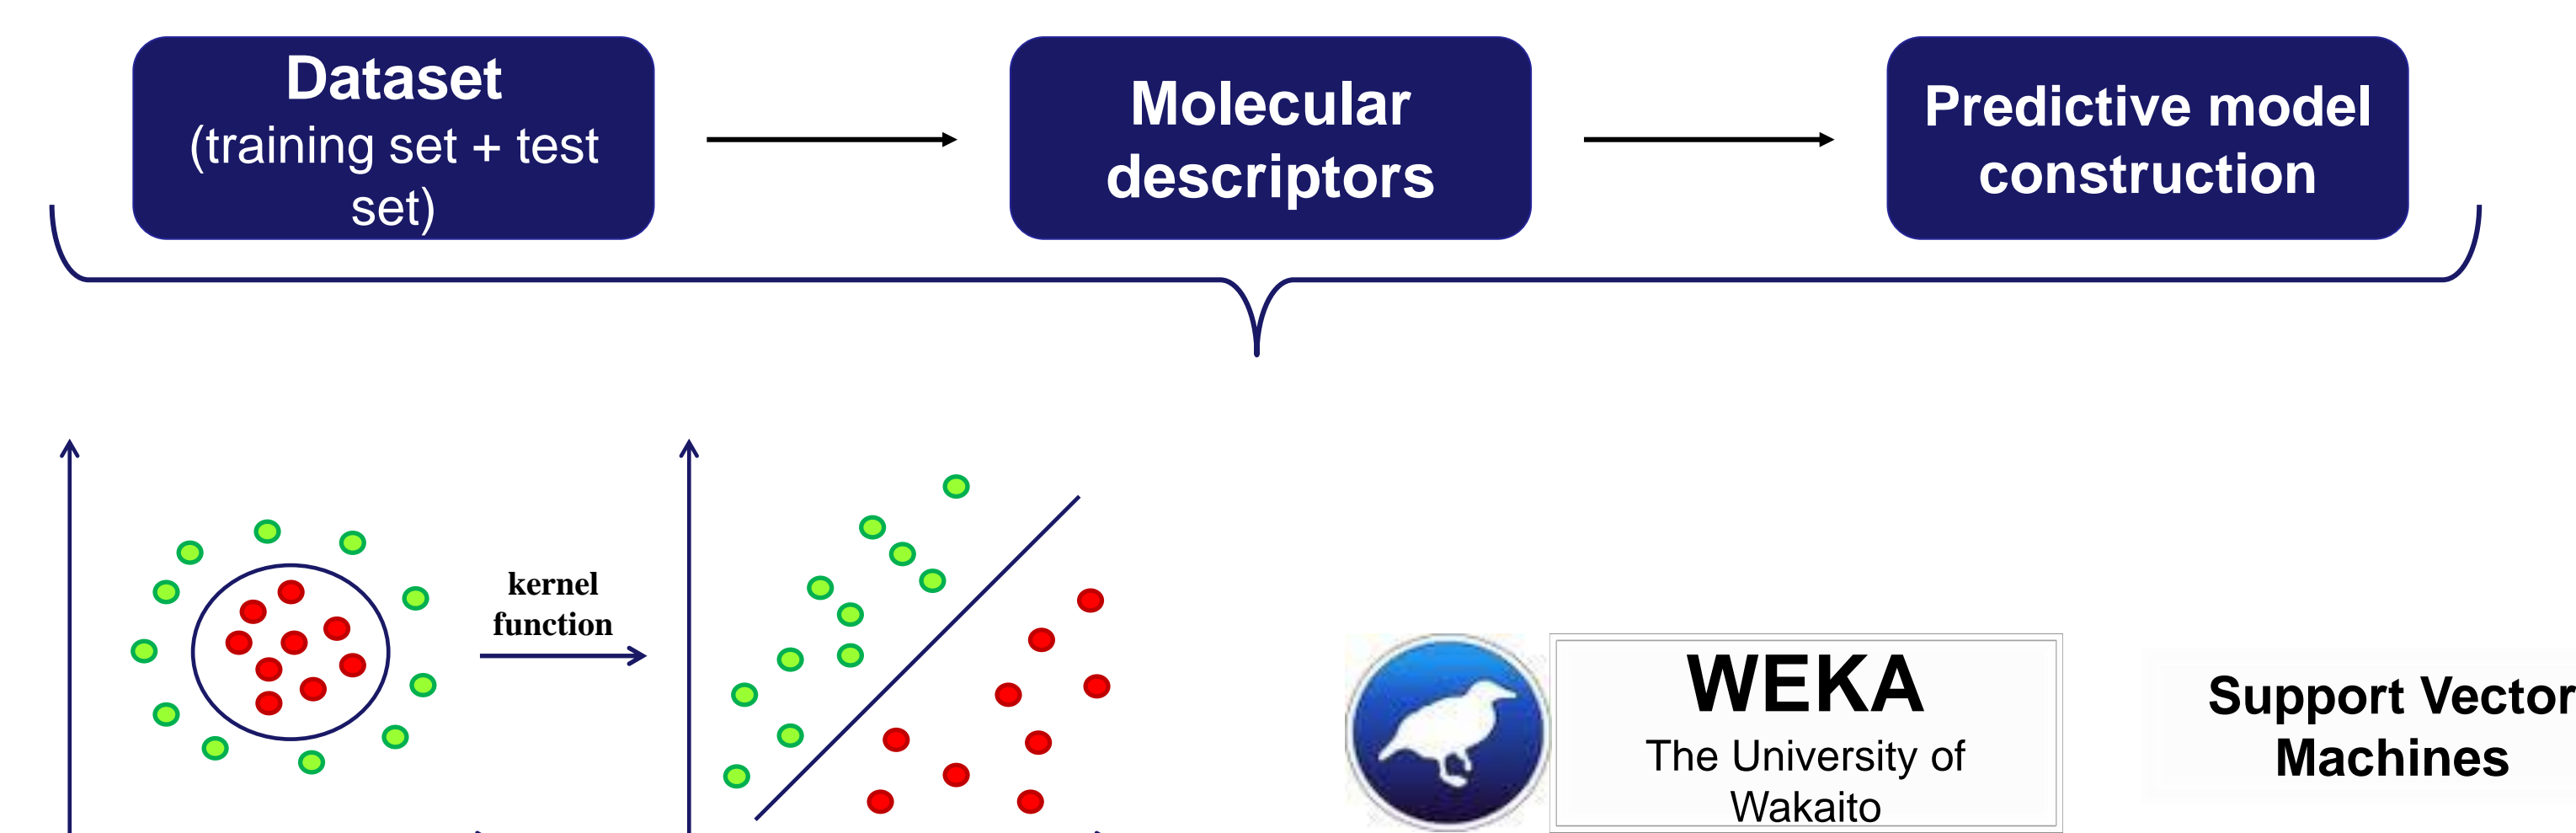 Dataset
(training set + test
set)
Molecular
descriptors
Predictive model
construction
kernel
function
WEKA
The University of
Wakaito
Support Vector
Machines